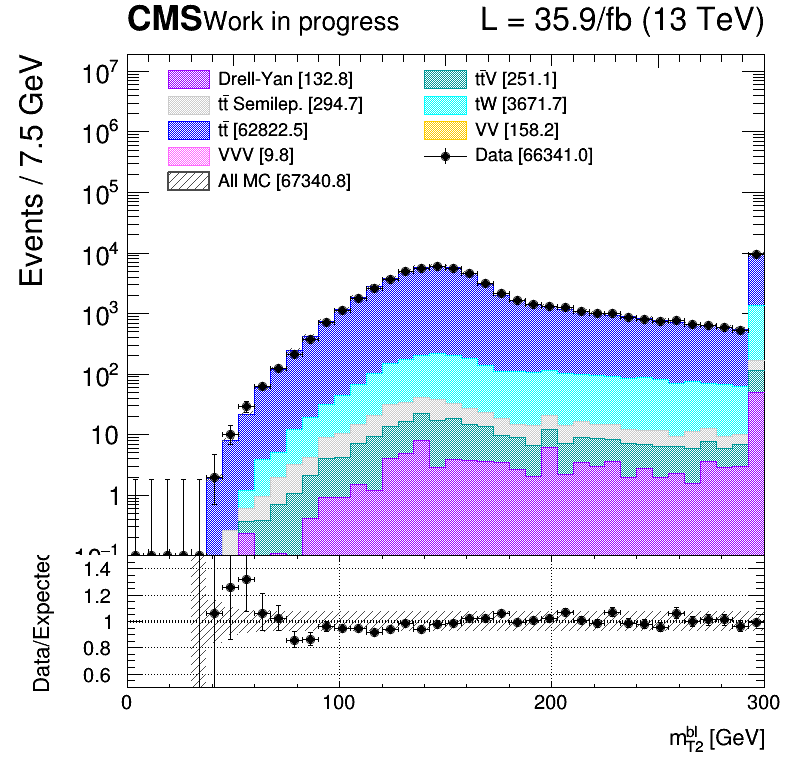 CMS Work in progress L = 35.9/fb (13 TeV)
Events / 7.5 GeV
10⁷
10⁶
10⁵
10⁴
10³
10²
10
1
10⁻¹
Drell-Yan [132.8]
tt̄ Semilep. [294.7]
tt̄ [62822.5]
VVV [9.8]
All MC [67340.8]
tt̄V [251.1]
tW [3671.7]
VV [158.2]
Data [66341.0]
Data/Expected
1.4
1.2
1
0.8
0.6
0 100 200 300
m_{T2}^{bl} [GeV]